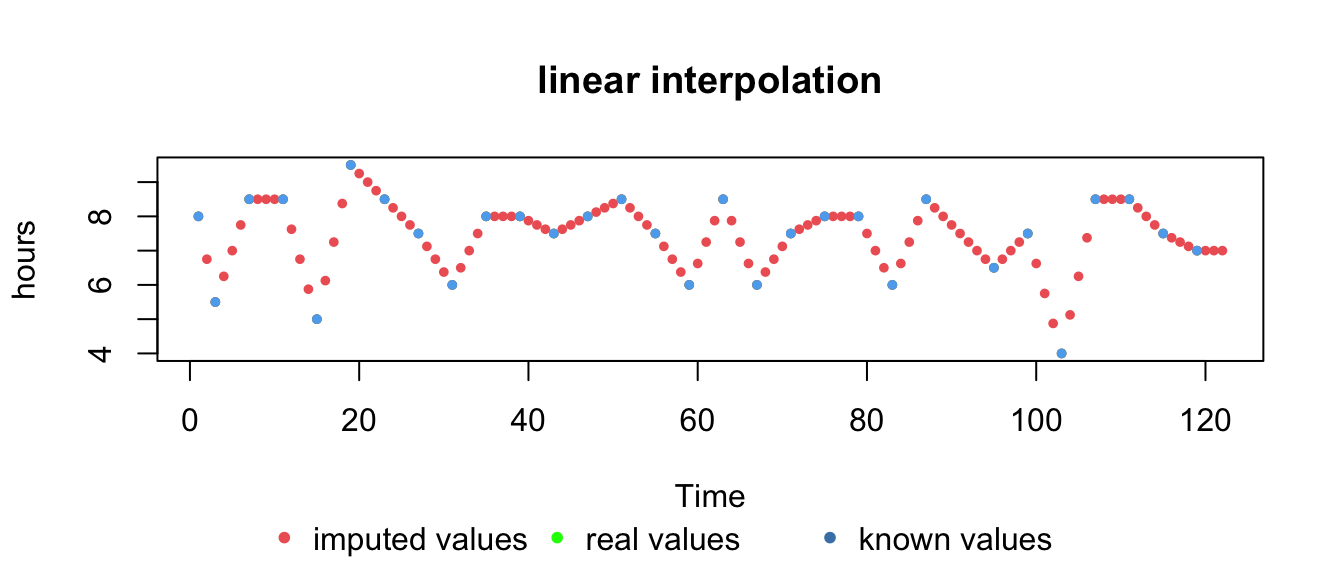 linear interpolation
hours
8
6
4
0 20 40 60 80 100 120
Time
imputed values real values known values